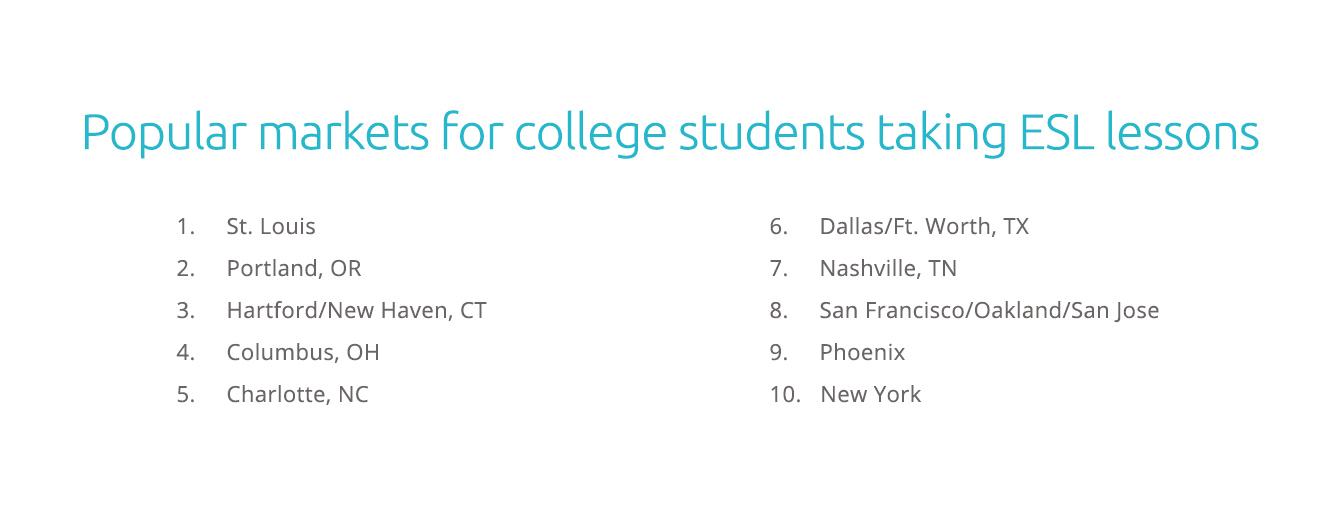 Popular markets for college students taking ESL lessons
1. St. Louis
2. Portland, OR
3. Hartford/New Haven, CT
4. Columbus, OH
5. Charlotte, NC
6. Dallas/Ft. Worth, TX
7. Nashville, TN
8. San Francisco/Oakland/San Jose
9. Phoenix
10. New York